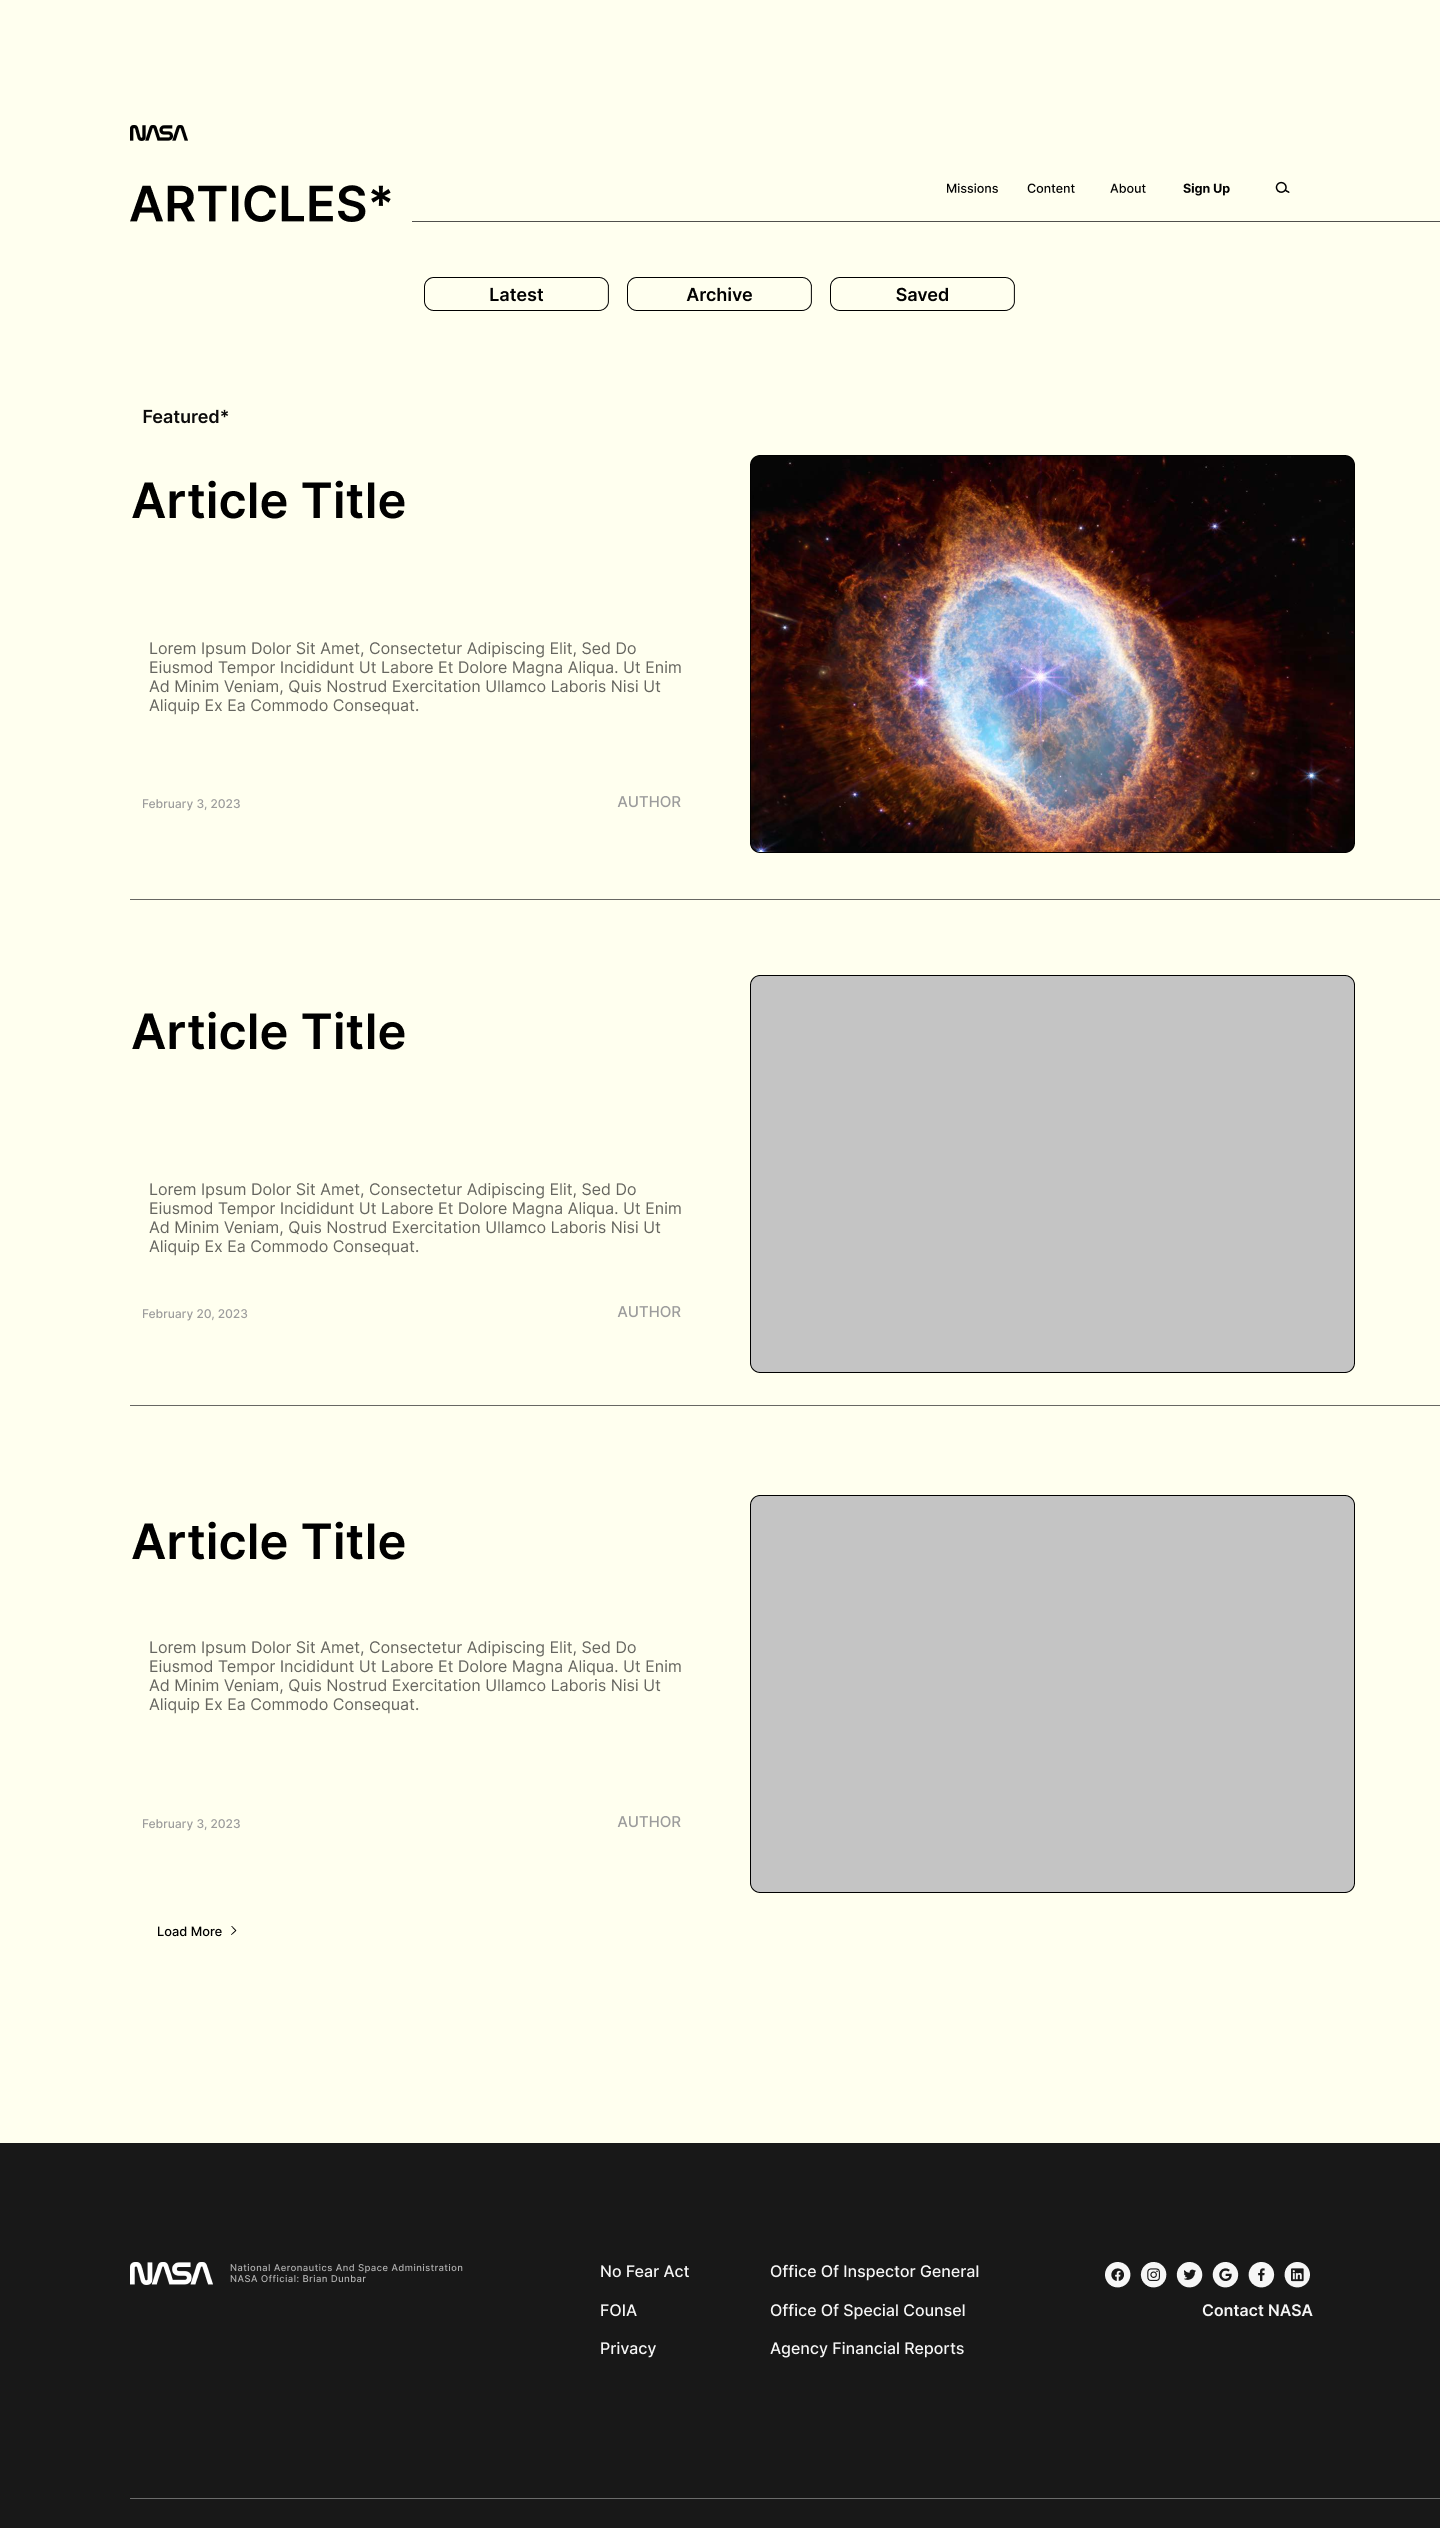 NASA
ARTICLES*
Missions Content About Sign Up
Latest Archive Saved
Featured*
Article Title
Lorem Ipsum Dolor Sit Amet, Consectetur Adipiscing Elit, Sed Do
Eiusmod Tempor Incididunt Ut Labore Et Dolore Magna Aliqua. Ut Enim
Ad Minim Veniam, Quis Nostrud Exercitation Ullamco Laboris Nisi Ut
Aliquip Ex Ea Commodo Consequat.
February 3, 2023 AUTHOR
Article Title
Lorem Ipsum Dolor Sit Amet, Consectetur Adipiscing Elit, Sed Do
Eiusmod Tempor Incididunt Ut Labore Et Dolore Magna Aliqua. Ut Enim
Ad Minim Veniam, Quis Nostrud Exercitation Ullamco Laboris Nisi Ut
Aliquip Ex Ea Commodo Consequat.
February 20, 2023 AUTHOR
Article Title
Lorem Ipsum Dolor Sit Amet, Consectetur Adipiscing Elit, Sed Do
Eiusmod Tempor Incididunt Ut Labore Et Dolore Magna Aliqua. Ut Enim
Ad Minim Veniam, Quis Nostrud Exercitation Ullamco Laboris Nisi Ut
Aliquip Ex Ea Commodo Consequat.
February 3, 2023 AUTHOR
Load More
NASA
National Aeronautics And Space Administration
NASA Official: Brian Dunbar
No Fear Act
FOIA
Privacy
Office Of Inspector General
Office Of Special Counsel
Agency Financial Reports
Contact NASA